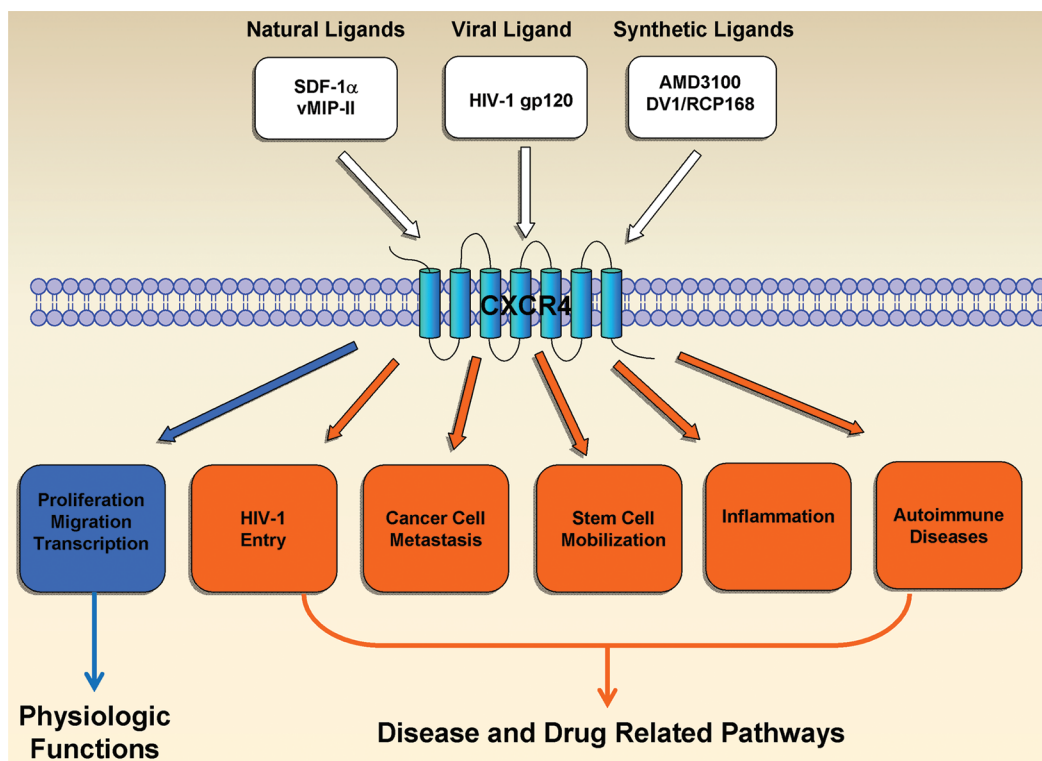 Natural Ligands
Viral Ligand
Synthetic Ligands
SDF-1α
vMIP-II
HIV-1 gp120
AMD3100
DV1/RCP168
CXCR4
Proliferation
Migration
Transcription
HIV-1
Entry
Cancer Cell
Metastasis
Stem Cell
Mobilization
Inflammation
Autoimmune
Diseases
Physiologic
Functions
Disease and Drug Related Pathways